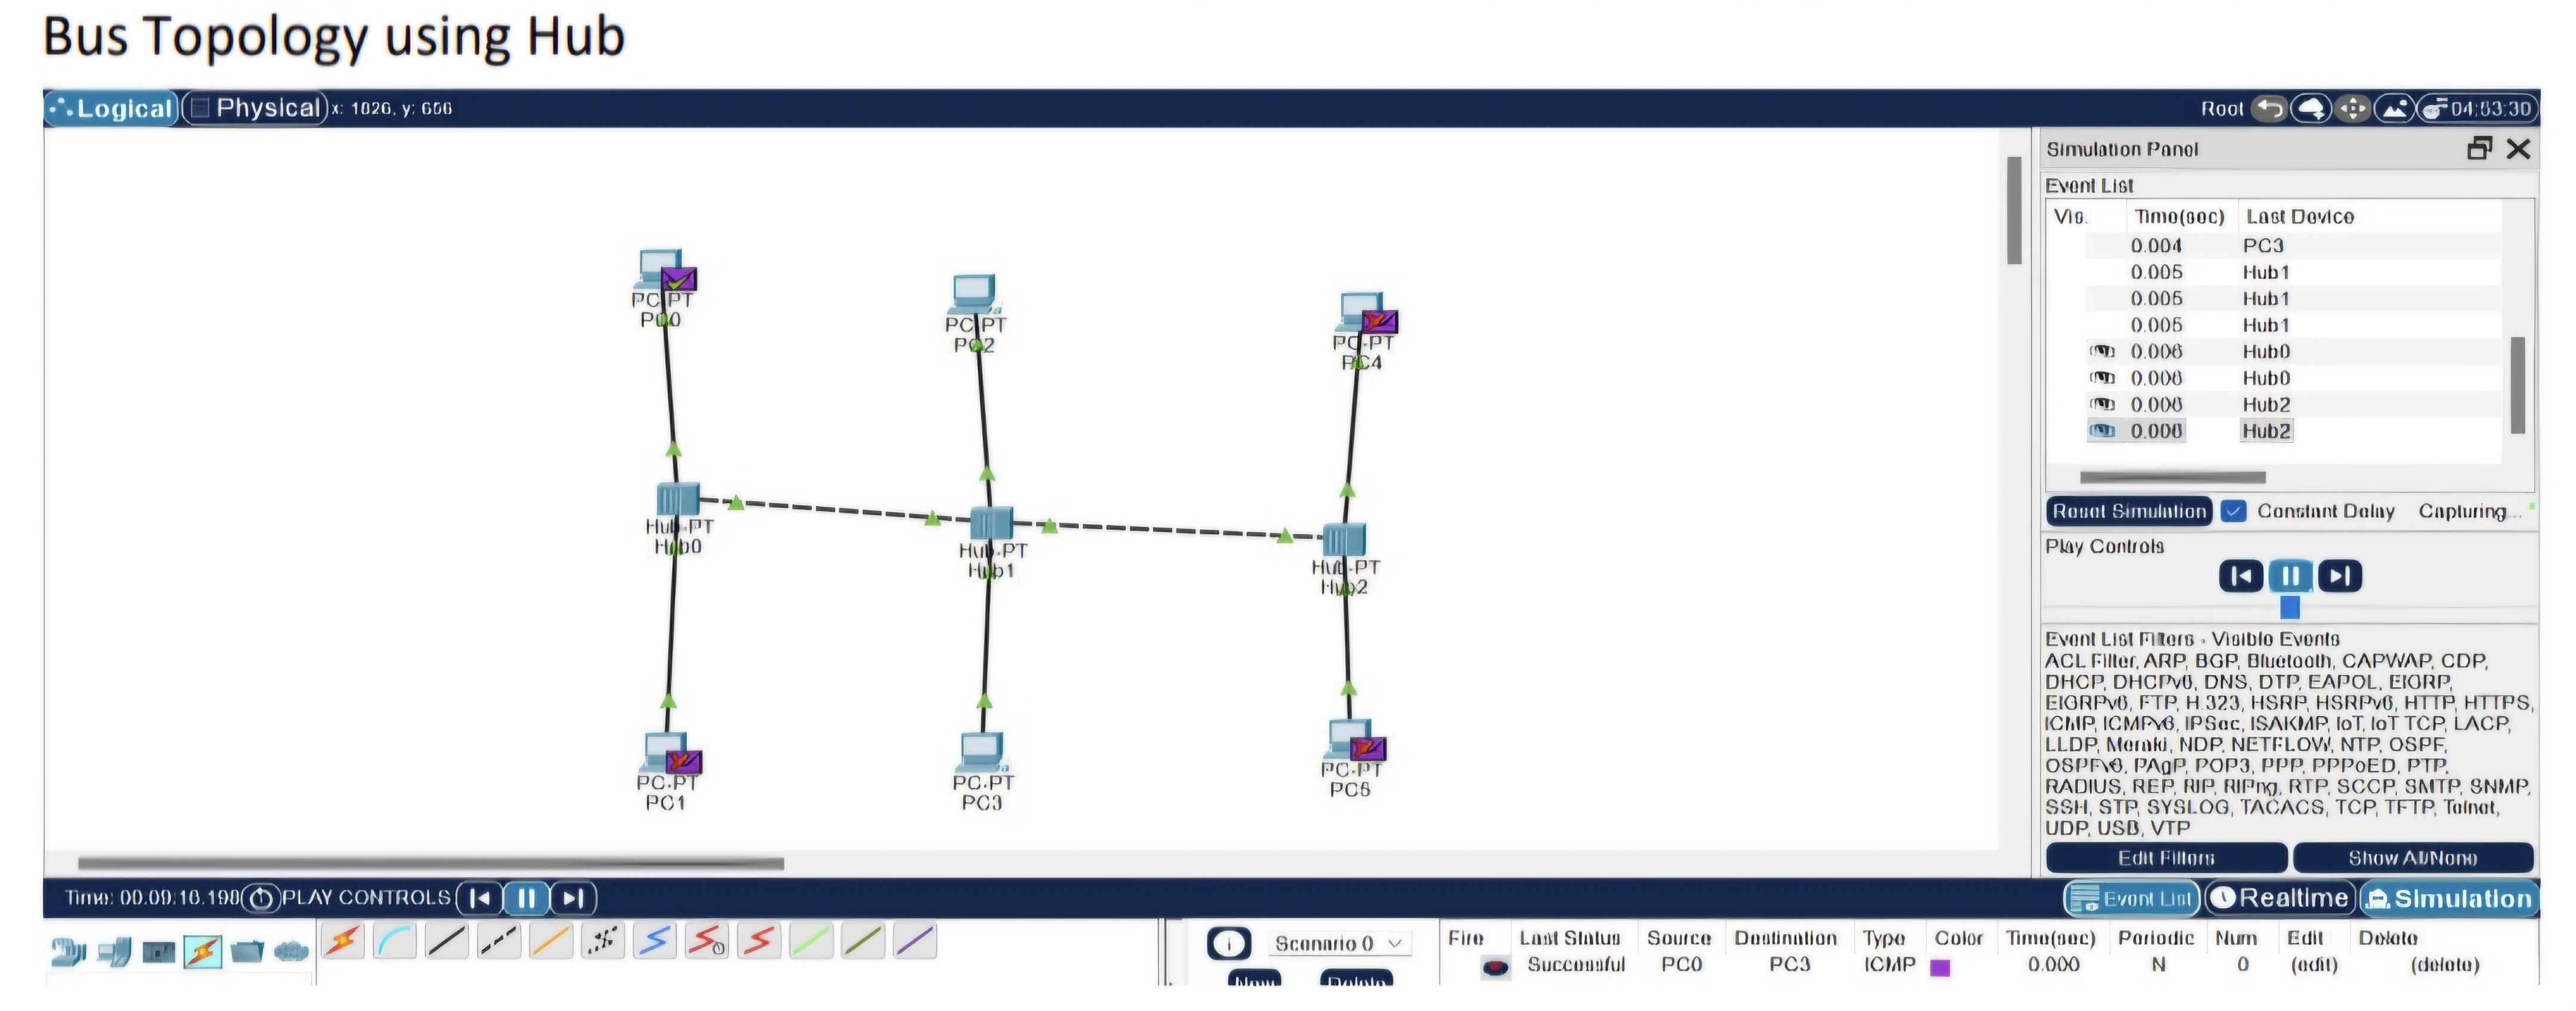 Bus Topology using Hub
Logical Physical x: 1026, y: 606
Root
Simulation Panel
Event List
Vis. Time(sec) Last Device
0.004 PC3
0.005 Hub1
0.005 Hub1
0.005 Hub1
0.006 Hub0
0.006 Hub0
0.006 Hub2
0.006 Hub2
Reset Simulation Constant Delay Capturing...
Play Controls
Event List Filters - Visible Events
ACL Filter, ARP, BGP, Bluetooth, CAPWAP, CDP,
DHCP, DHCPv6, DNS, DTP, EAPOL, EIGRP,
EIGRPv6, FTP, H.323, HSRP, HSRPv6, HTTP, HTTPS,
ICMP, ICMPv6, IPSec, ISAKMP, IoT, IoT TCP, LACP,
LLDP, Meraki, NDP, NETFLOW, NTP, OSPF,
OSPFv6, PAgP, POP3, PPP, PPPoED, PTP,
RADIUS, REP, RIP, RIPng, RTP, SCCP, SMTP, SNMP,
SSH, STP, SYSLOG, TACACS, TCP, TFTP, Telnet,
UDP, USB, VTP
Edit Filters Show All/None
PC-PT
PC0
PC-PT
PC2
PC-PT
PC4
Hub-PT
Hub0
Hub-PT
Hub1
Hub-PT
Hub2
PC-PT
PC1
PC-PT
PC3
PC-PT
PC5
Time: PLAY CONTROLS
Event List Realtime Simulation
Scenario 0
New Delete
Fire Last Status Source Destination Type Color Time(sec) Periodic Num Edit Delete
Successful PC0 PC3 ICMP 0.000 N 0 (edit) (delete)